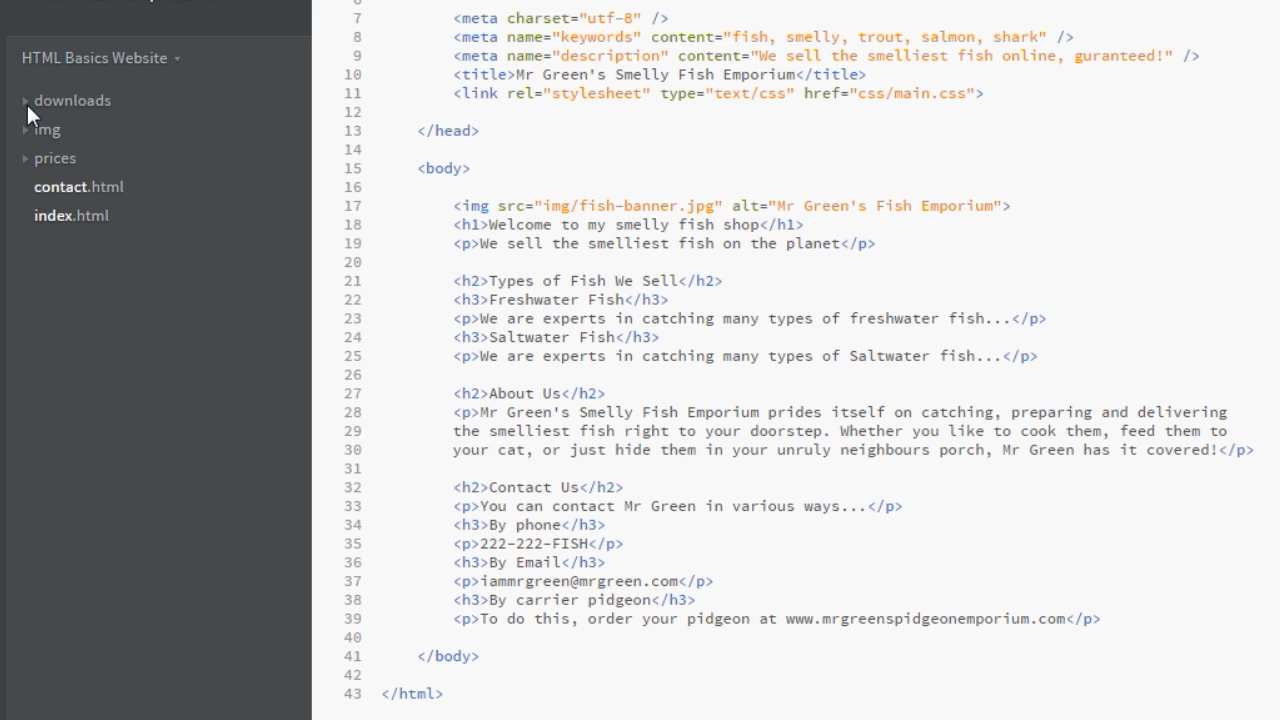 HTML Basics Website
downloads
img
prices
contact.html
index.html
7 <meta charset="utf-8" />
8 <meta name="keywords" content="fish, smelly, trout, salmon, shark" />
9 <meta name="description" content="We sell the smelliest fish online, guranteed!" />
10 <title>Mr Green's Smelly Fish Emporium</title>
11 <link rel="stylesheet" type="text/css" href="css/main.css">
12
13 </head>
14
15 <body>
16
17 <img src="img/fish-banner.jpg" alt="Mr Green's Fish Emporium">
18 <h1>Welcome to my smelly fish shop</h1>
19 <p>We sell the smelliest fish on the planet</p>
20
21 <h2>Types of Fish We Sell</h2>
22 <h3>Freshwater Fish</h3>
23 <p>We are experts in catching many types of freshwater fish...</p>
24 <h3>Saltwater Fish</h3>
25 <p>We are experts in catching many types of Saltwater fish...</p>
26
27 <h2>About Us</h2>
28 <p>Mr Green's Smelly Fish Emporium prides itself on catching, preparing and delivering
29 the smelliest fish right to your doorstep. Whether you like to cook them, feed them to
30 your cat, or just hide them in your unruly neighbours porch, Mr Green has it covered!</p>
31
32 <h2>Contact Us</h2>
33 <p>You can contact Mr Green in various ways...</p>
34 <h3>By phone</h3>
35 <p>222-222-FISH</p>
36 <h3>By Email</h3>
37 <p>iammrgreen@mrgreen.com</p>
38 <h3>By carrier pidgeon</h3>
39 <p>To do this, order your pidgeon at www.mrgreenspidgeonemporium.com</p>
40
41 </body>
42
43 </html>